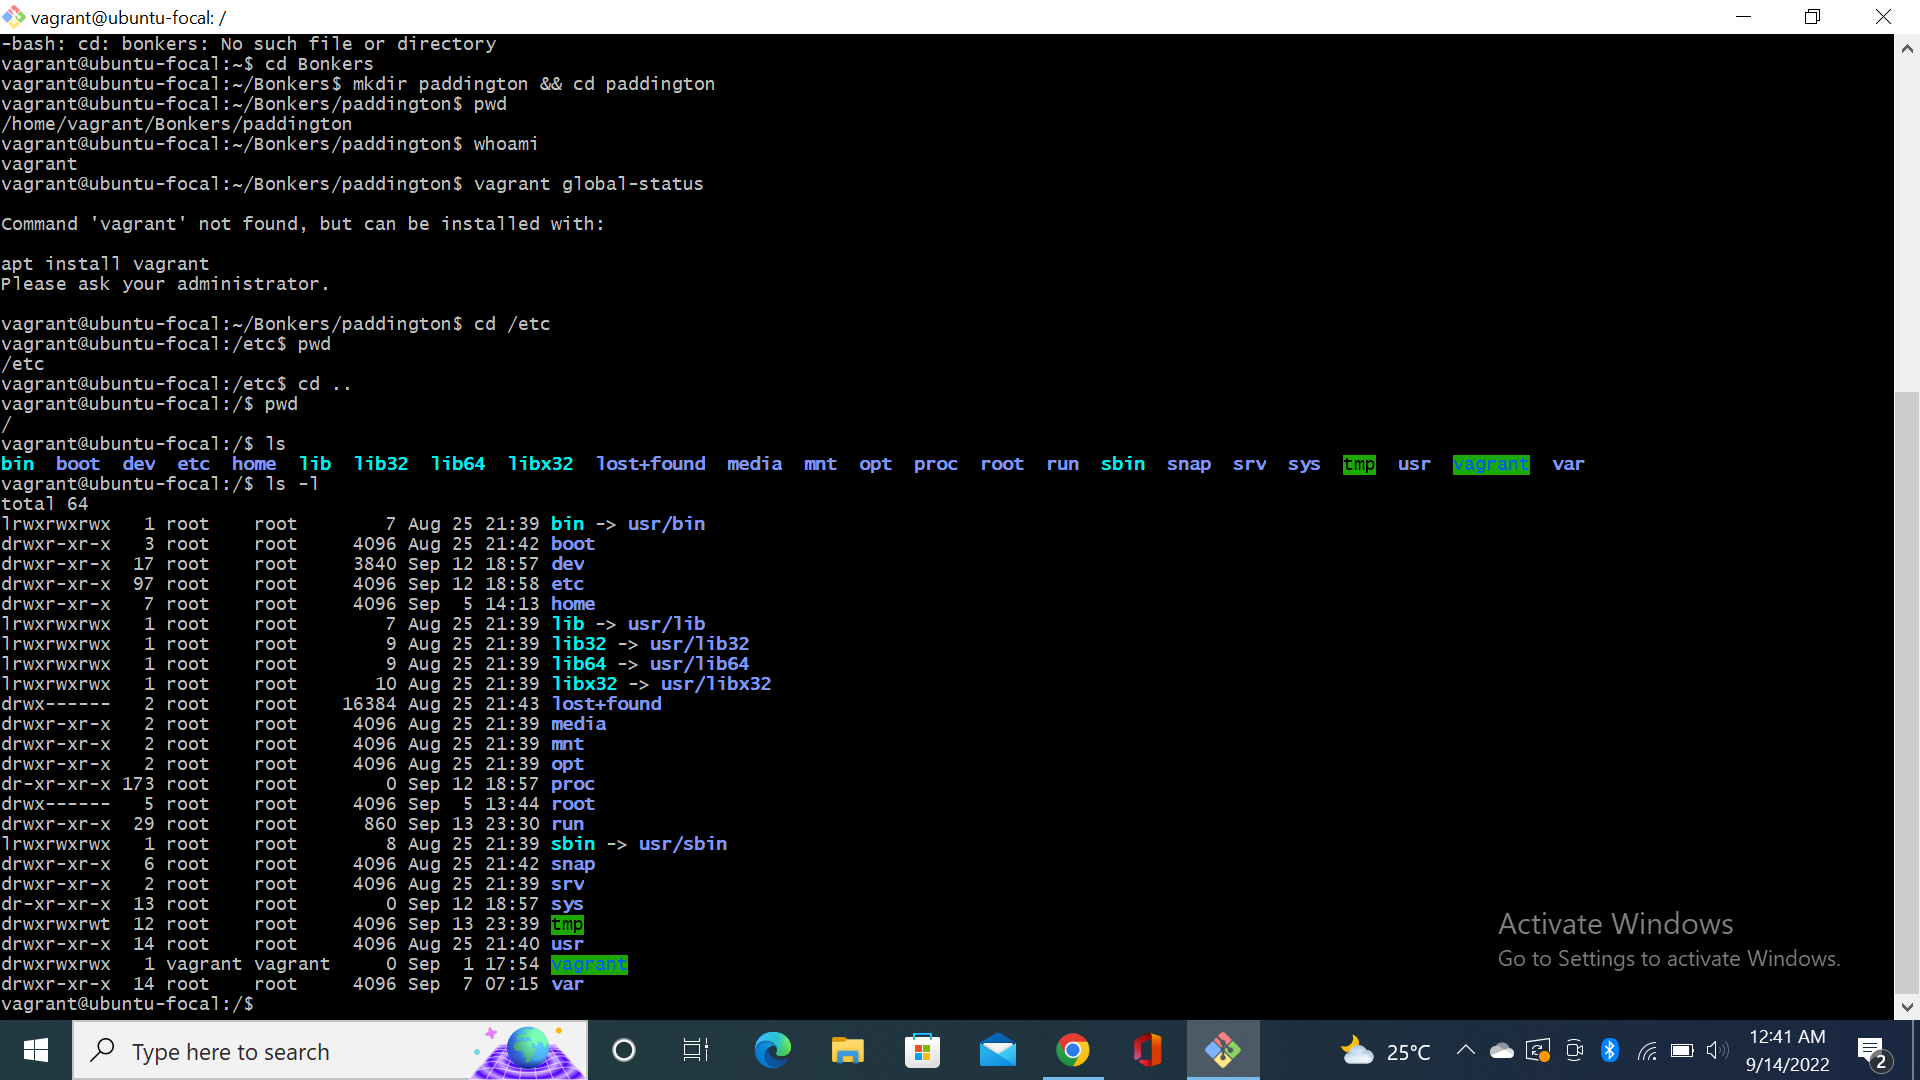 vagrant@ubuntu-focal: /
-bash: cd: bonkers: No such file or directory
vagrant@ubuntu-focal:~$ cd Bonkers
vagrant@ubuntu-focal:~/Bonkers$ mkdir paddington && cd paddington
vagrant@ubuntu-focal:~/Bonkers/paddington$ pwd
/home/vagrant/Bonkers/paddington
vagrant@ubuntu-focal:~/Bonkers/paddington$ whoami
vagrant
vagrant@ubuntu-focal:~/Bonkers/paddington$ vagrant global-status
Command 'vagrant' not found, but can be installed with:
apt install vagrant
Please ask your administrator.
vagrant@ubuntu-focal:~/Bonkers/paddington$ cd /etc
vagrant@ubuntu-focal:/etc$ pwd
/etc
vagrant@ubuntu-focal:/etc$ cd ..
vagrant@ubuntu-focal:/$ pwd
/
vagrant@ubuntu-focal:/$ ls
bin  boot  dev  etc  home  lib  lib32  lib64  libx32  lost+found  media  mnt  opt  proc  root  run  sbin  snap  srv  sys  tmp  usr  vagrant  var
vagrant@ubuntu-focal:/$ ls -l
total 64
lrwxrwxrwx   1 root    root        7 Aug 25 21:39 bin -> usr/bin
drwxr-xr-x   3 root    root     4096 Aug 25 21:42 boot
drwxr-xr-x  17 root    root     3840 Sep 12 18:57 dev
drwxr-xr-x  97 root    root     4096 Sep 12 18:58 etc
drwxr-xr-x   7 root    root     4096 Sep  5 14:13 home
lrwxrwxrwx   1 root    root        7 Aug 25 21:39 lib -> usr/lib
lrwxrwxrwx   1 root    root        9 Aug 25 21:39 lib32 -> usr/lib32
lrwxrwxrwx   1 root    root        9 Aug 25 21:39 lib64 -> usr/lib64
lrwxrwxrwx   1 root    root       10 Aug 25 21:39 libx32 -> usr/libx32
drwx------   2 root    root    16384 Aug 25 21:43 lost+found
drwxr-xr-x   2 root    root     4096 Aug 25 21:39 media
drwxr-xr-x   2 root    root     4096 Aug 25 21:39 mnt
drwxr-xr-x   2 root    root     4096 Aug 25 21:39 opt
dr-xr-xr-x 173 root    root        0 Sep 12 18:57 proc
drwx------   5 root    root     4096 Sep  5 13:44 root
drwxr-xr-x  29 root    root      860 Sep 13 23:30 run
lrwxrwxrwx   1 root    root        8 Aug 25 21:39 sbin -> usr/sbin
drwxr-xr-x   6 root    root     4096 Aug 25 21:42 snap
drwxr-xr-x   2 root    root     4096 Aug 25 21:39 srv
dr-xr-xr-x  13 root    root        0 Sep 12 18:57 sys
drwxrwxrwt  12 root    root     4096 Sep 13 23:39 tmp
drwxr-xr-x  14 root    root     4096 Aug 25 21:40 usr
drwxrwxrwx   1 vagrant vagrant     0 Sep  1 17:54 vagrant
drwxr-xr-x  14 root    root     4096 Sep  7 07:15 var
vagrant@ubuntu-focal:/$
Activate Windows
Go to Settings to activate Windows.
Type here to search
25°C
12:41 AM
9/14/2022
2